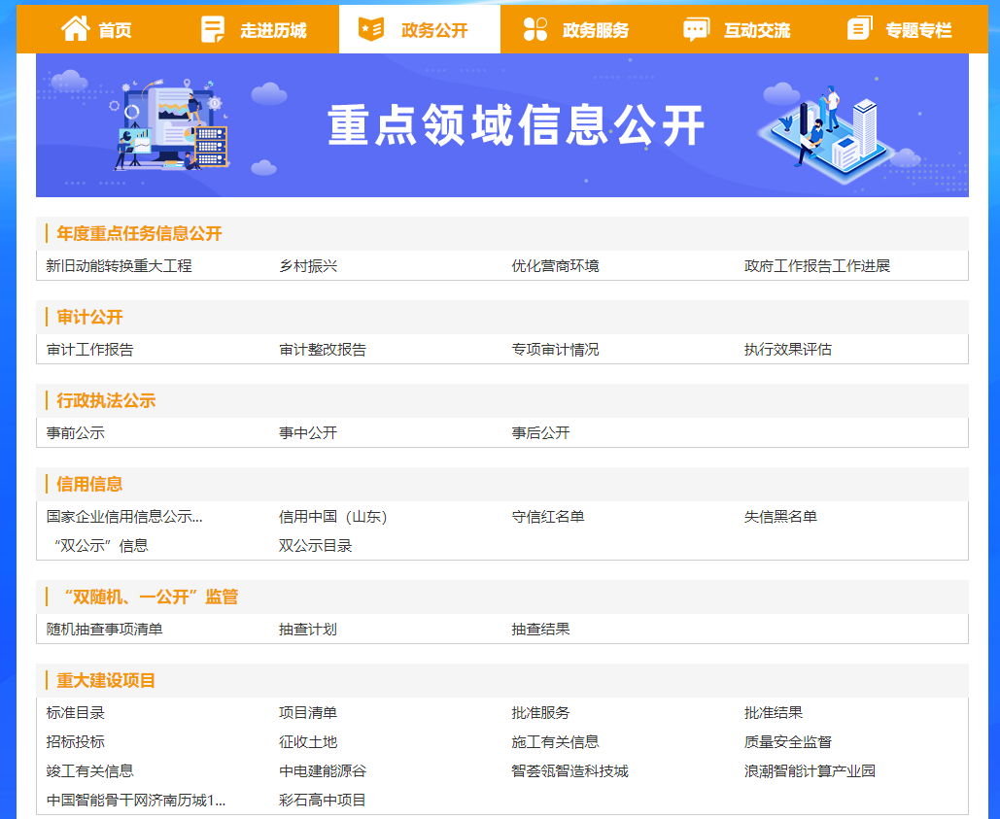 首页 走进历城 政务公开 政务服务 互动交流 专题专栏
重点领域信息公开
年度重点任务信息公开
新旧动能转换重大工程 乡村振兴 优化营商环境 政府工作报告工作进展
审计公开
审计工作报告 审计整改报告 专项审计情况 执行效果评估
行政执法公示
事前公示 事中公开 事后公开
信用信息
国家企业信用信息公示... 信用中国（山东） 守信红名单 失信黑名单
“双公示”信息 双公示目录
“双随机、一公开”监管
随机抽查事项清单 抽查计划 抽查结果
重大建设项目
标准目录 项目清单 批准服务 批准结果
招标投标 征收土地 施工有关信息 质量安全监督
竣工有关信息 中电建能源谷 智荟瓴智造科技城 浪潮智能计算产业园
中国智能骨干网济南历城1... 彩石高中项目